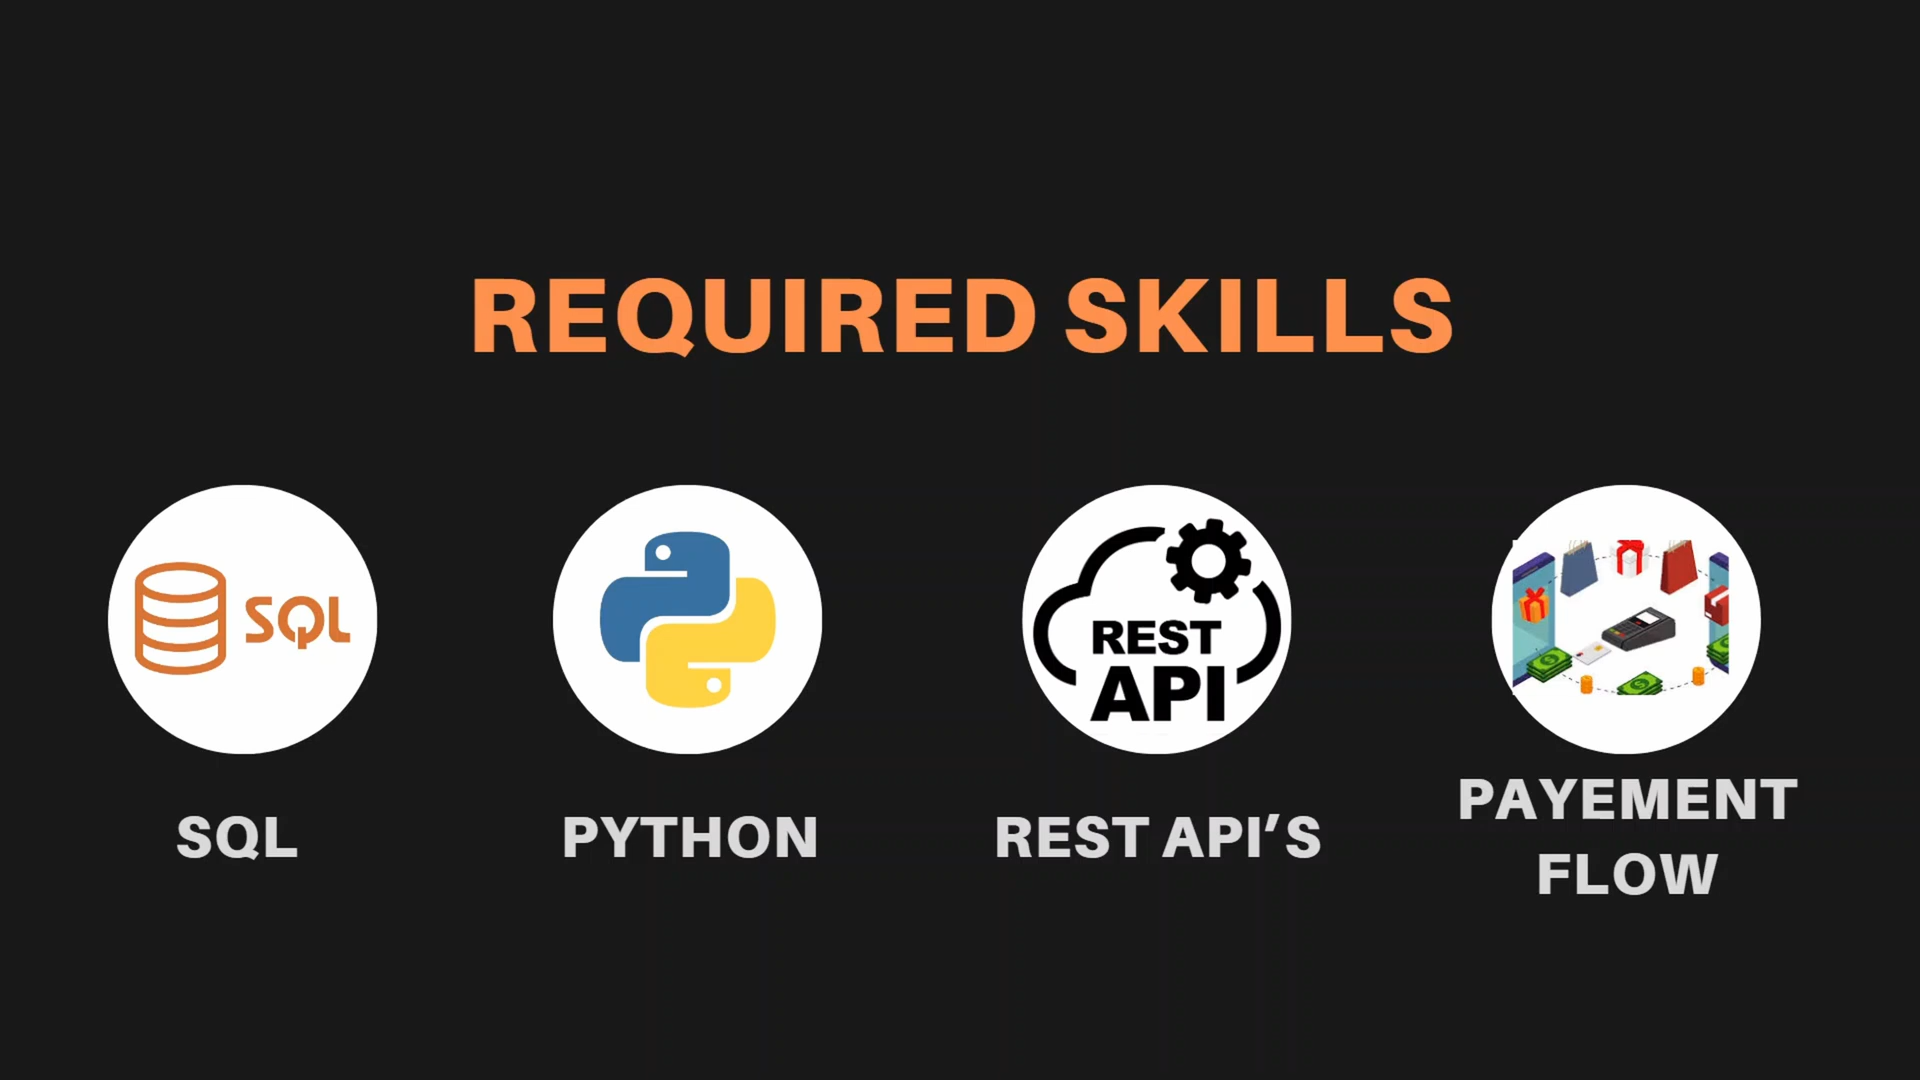 REQUIRED SKILLS
SQL
REST
API
SQL
PYTHON
REST API’S
PAYEMENT
FLOW